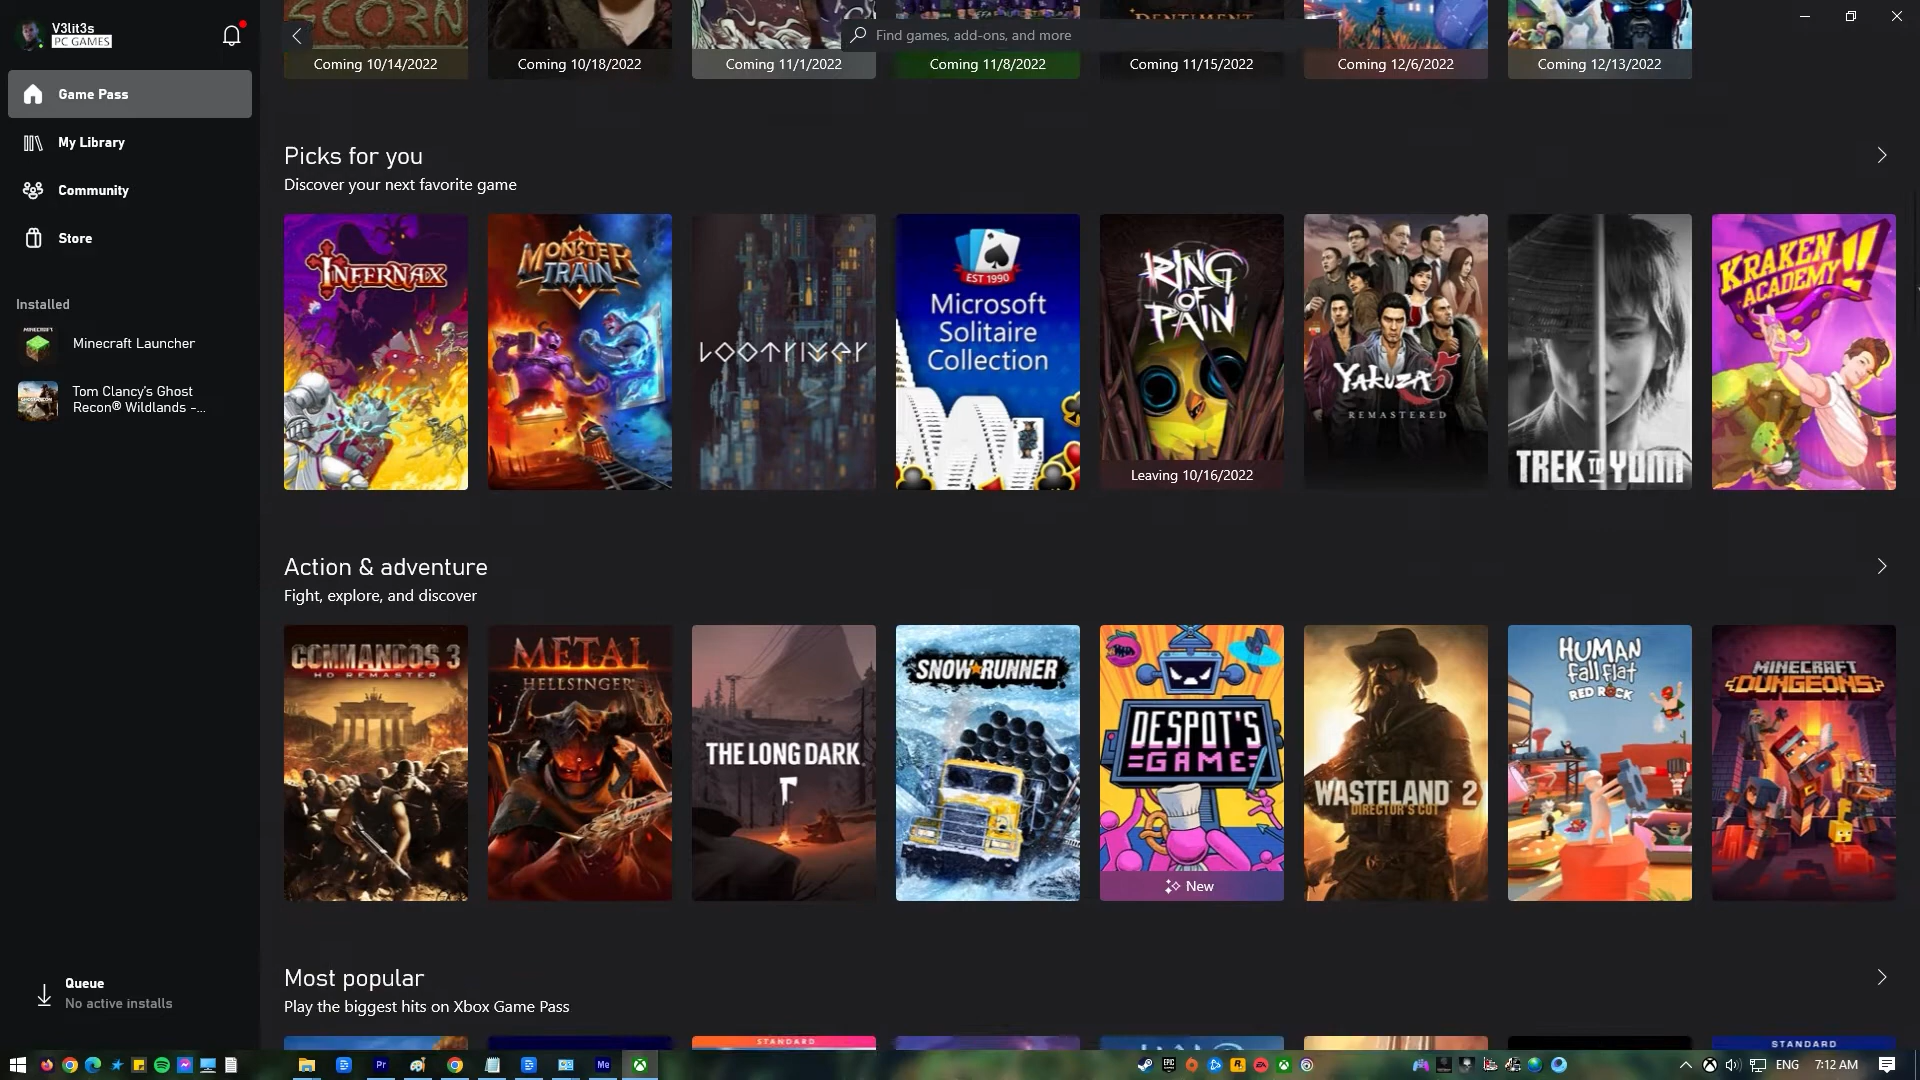 V3lit3s
PC GAMES
Find games, add-ons, and more
Game Pass
My Library
Community
Store
Installed
MINECRAFT
Minecraft Launcher
Tom Clancy's Ghost
Recon® Wildlands -...
Queue
No active installs
SCORN
PENTIMENT
Coming 10/14/2022
Coming 10/18/2022
Coming 11/1/2022
Coming 11/8/2022
Coming 11/15/2022
Coming 12/6/2022
Coming 12/13/2022
Picks for you
Discover your next favorite game
INFERNAX
MONSTER
TRAIN
LOOTRIVER
EST 1990
Microsoft
Solitaire
Collection
RING
OF
PAIN
Leaving 10/16/2022
YAKUZA 5
REMASTERED
TREK TO YOMI
KRAKEN
ACADEMY!!
Action & adventure
Fight, explore, and discover
COMMANDOS 3
HD REMASTER
METAL
HELLSINGER
THE LONG DARK
SNOWRUNNER
DESPOT'S
GAME
New
WASTELAND 2
DIRECTOR'S CUT
HUMAN
fall flat
RED ROCK
MINECRAFT
DUNGEONS
Most popular
Play the biggest hits on Xbox Game Pass
STANDARD
STANDARD
Pr
Me
EPIC
EA
ENG
7:12 AM